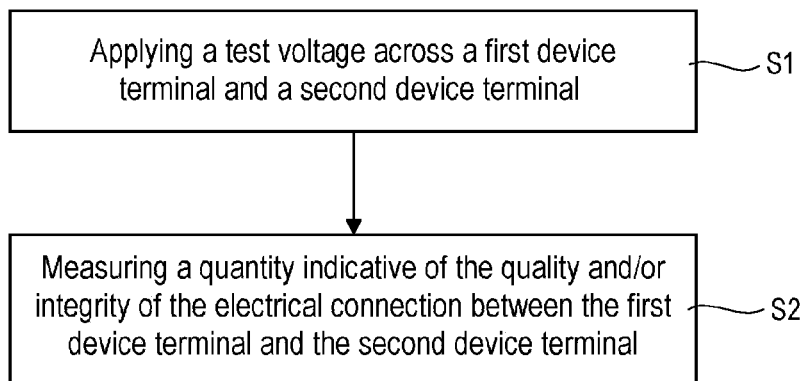 Applying a test voltage across a first device
terminal and a second device terminal
S1
Measuring a quantity indicative of the quality and/or
integrity of the electrical connection between the first
device terminal and the second device terminal
S2